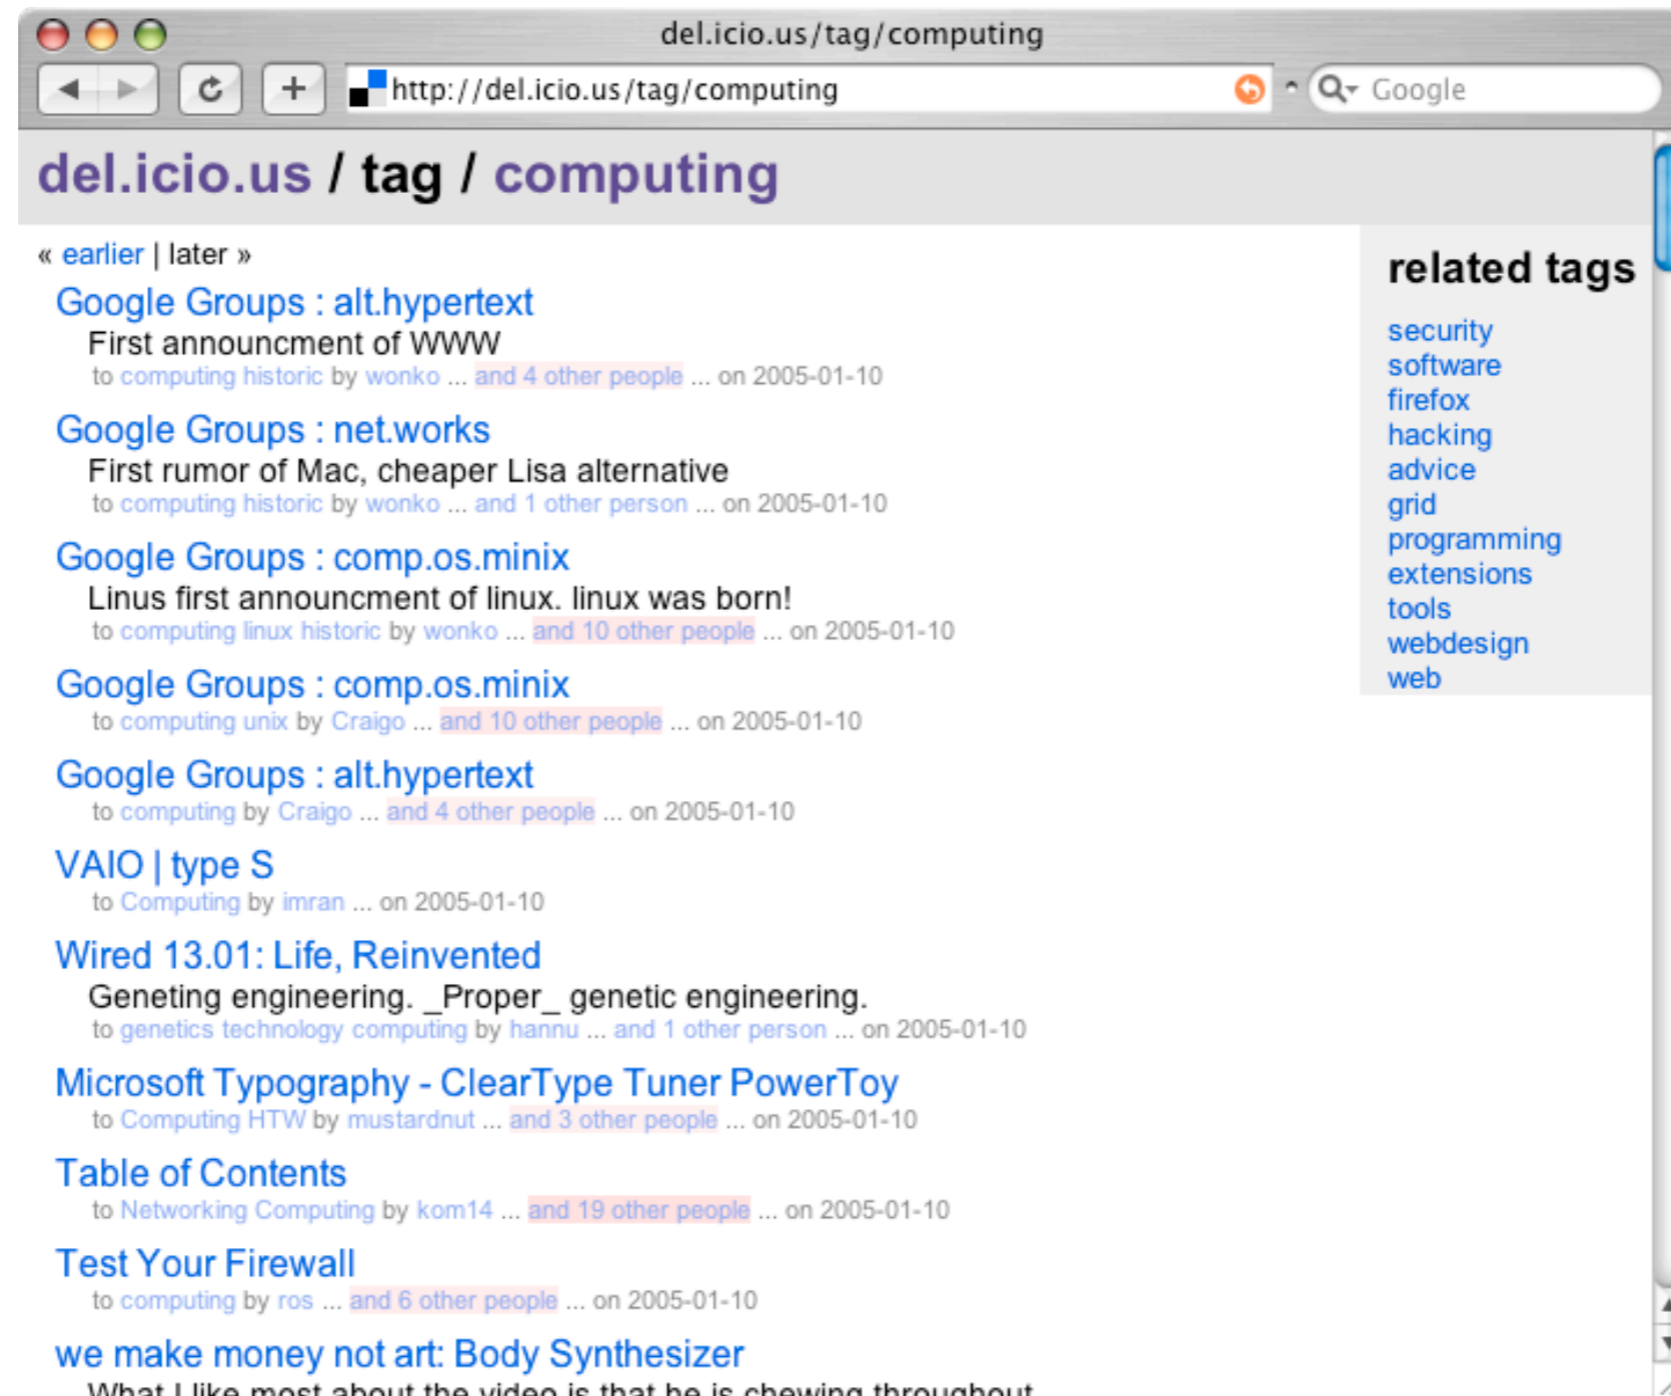 del.icio.us/tag/computing
http://del.icio.us/tag/computing
Google
del.icio.us / tag / computing
« earlier | later »
Google Groups : alt.hypertext
First announcment of WWW
to computing historic by wonko ... and 4 other people ... on 2005-01-10
Google Groups : net.works
First rumor of Mac, cheaper Lisa alternative
to computing historic by wonko ... and 1 other person ... on 2005-01-10
Google Groups : comp.os.minix
Linus first announcment of linux. linux was born!
to computing linux historic by wonko ... and 10 other people ... on 2005-01-10
Google Groups : comp.os.minix
to computing unix by Craigo ... and 10 other people ... on 2005-01-10
Google Groups : alt.hypertext
to computing by Craigo ... and 4 other people ... on 2005-01-10
VAIO | type S
to Computing by imran ... on 2005-01-10
Wired 13.01: Life, Reinvented
Geneting engineering. _Proper_ genetic engineering.
to genetics technology computing by hannu ... and 1 other person ... on 2005-01-10
Microsoft Typography - ClearType Tuner PowerToy
to Computing HTW by mustardnut ... and 3 other people ... on 2005-01-10
Table of Contents
to Networking Computing by kom14 ... and 19 other people ... on 2005-01-10
Test Your Firewall
to computing by ros ... and 6 other people ... on 2005-01-10
we make money not art: Body Synthesizer
What I like most about the video is that he is chewing throughout
related tags
security
software
firefox
hacking
advice
grid
programming
extensions
tools
webdesign
web